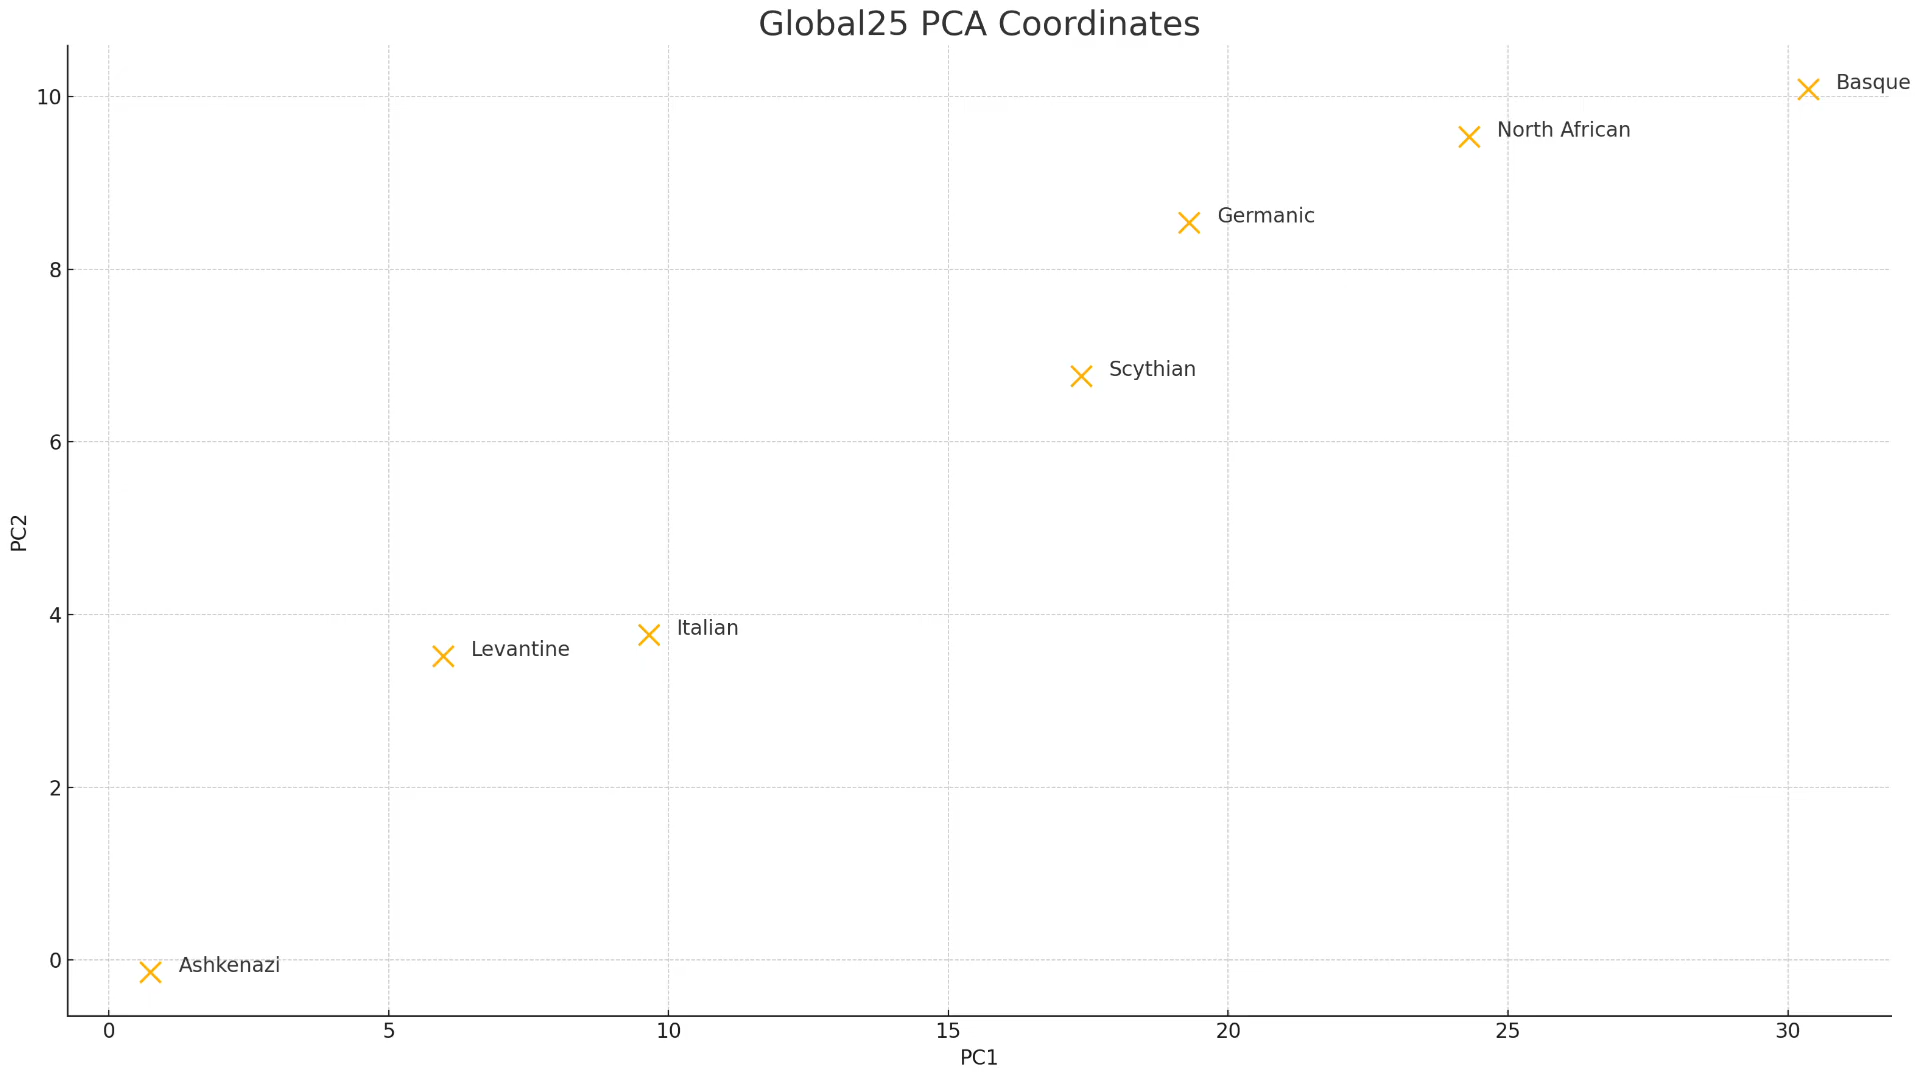 Global25 PCA Coordinates
10
8
6
4
2
0
PC2
Basque
North African
Germanic
Scythian
Italian
Levantine
Ashkenazi
0 5 10 15 20 25 30
PC1